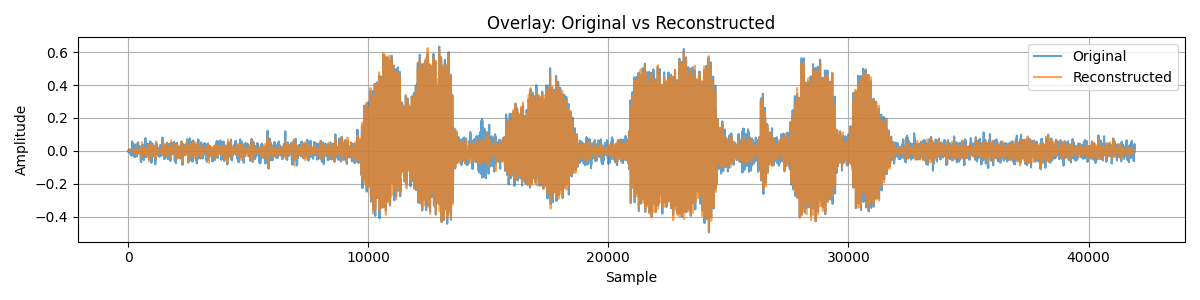 Overlay: Original vs Reconstructed
Original
Reconstructed
Amplitude
0.6
0.4
0.2
0.0
−0.2
−0.4
0
10000
20000
30000
40000
Sample